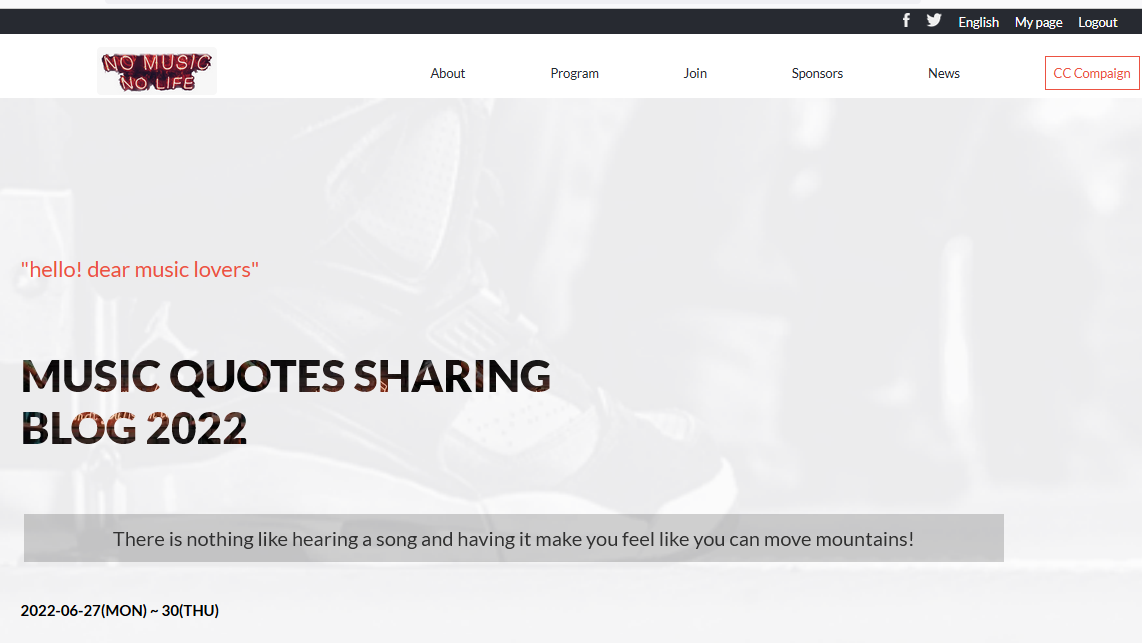 English My page Logout
NO MUSIC
NO LIFE
About Program Join Sponsors News CC Compaign
"hello! dear music lovers"
MUSIC QUOTES SHARING
BLOG 2022
There is nothing like hearing a song and having it make you feel like you can move mountains!
2022-06-27(MON) ~ 30(THU)